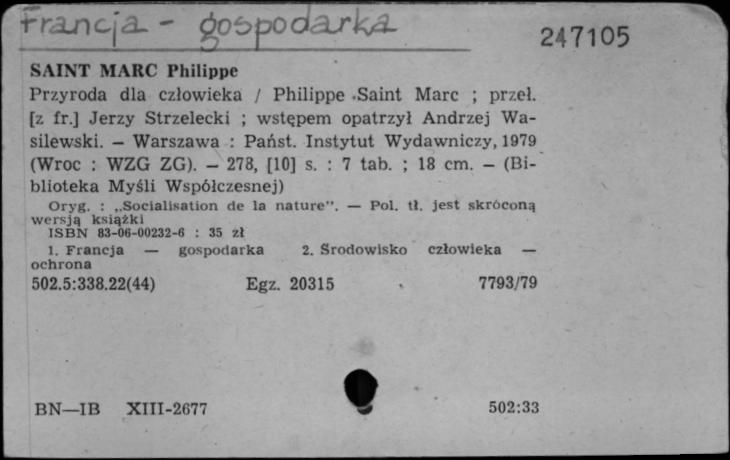 Francja - gospodarka
247105
SAINT MARC Philippe
Przyroda dla człowieka / Philippe Saint Marc ; przeł.
[z fr.] Jerzy Strzelecki ; wstępem opatrzył Andrzej Wa-
silewski. — Warszawa : Państ. Instytut Wydawniczy, 1979
(Wroc : WZG ZG). — 278, [10] s. : 7 tab. ; 18 cm. — (Bi-
blioteka Myśli Współczesnej)
Oryg. : „Socialisation de la nature”. — Pol. tł. jest skróconą
wersją książki
ISBN 83-06-00232-6 : 35 zł
1. Francja — gospodarka 2. Srodowisko człowieka —
ochrona
502.5:338.22(44) Egz. 20315 7793/79
BN—IB XIII-2677 502:33